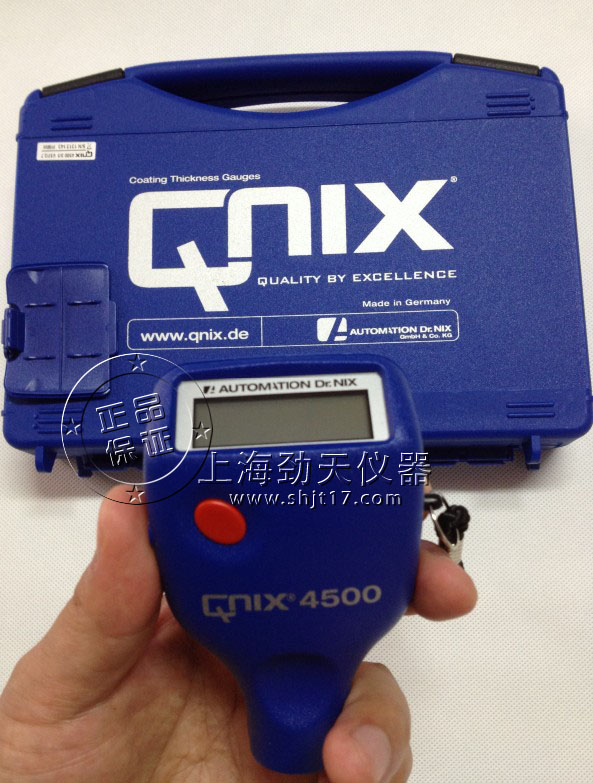 Coating Thickness Gauges
QNIX®
QUALITY BY EXCELLENCE
Made in Germany
www.qnix.de
AUTOMATION Dr. NIX
GmbH & Co. KG
AUTOMATION Dr. NIX
正品
保证
上海劲天仪器
www.shjt17.com
QNIX® 4500